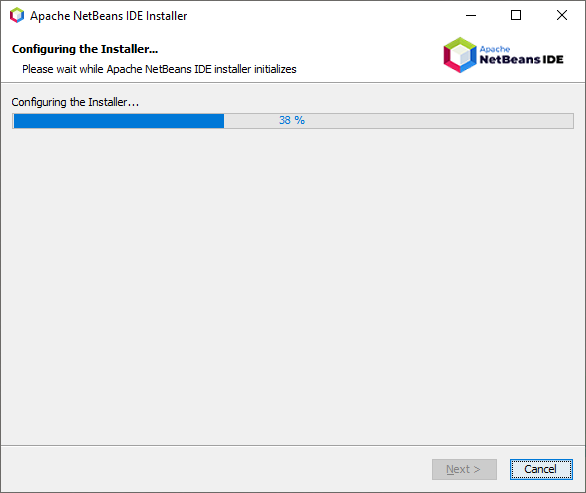 Apache NetBeans IDE Installer
Configuring the Installer...
Please wait while Apache NetBeans IDE installer initializes
Apache
NetBeans IDE
Configuring the Installer...
38 %
Next >
Cancel